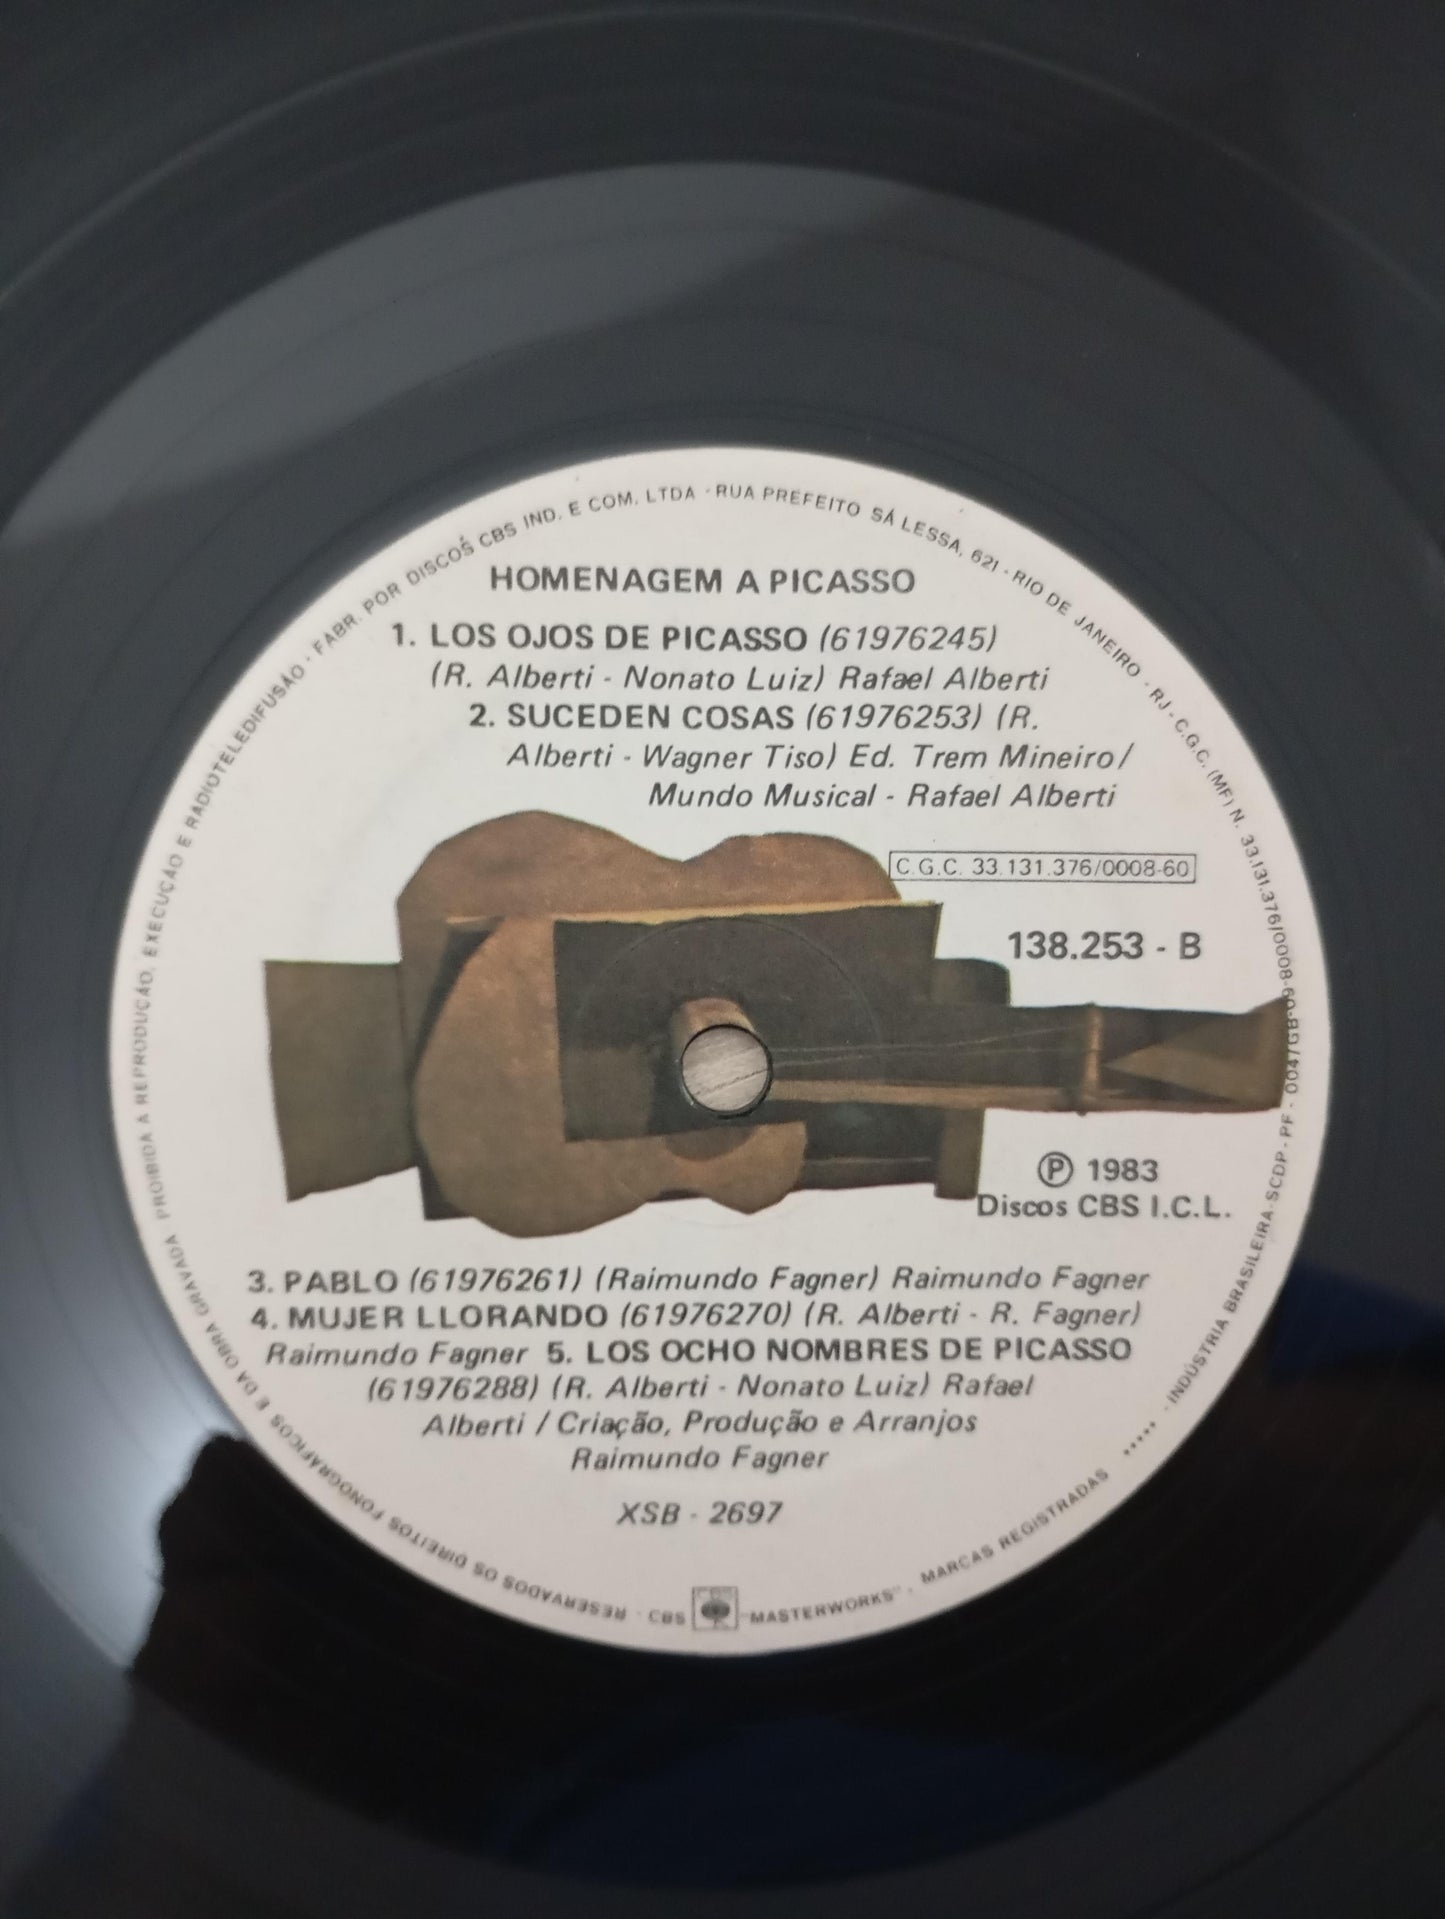 HOMENAGEM A PICASSO
1. LOS OJOS DE PICASSO (61976245)
(R. Alberti - Nonato Luiz) Rafael Alberti
2. SUCEDEN COSAS (61976253) (R.
Alberti - Wagner Tiso) Ed. Trem Mineiro/
Mundo Musical - Rafael Alberti
C.G.C. 33.131.376/0008-60
138.253 - B
℗ 1983
Discos CBS I.C.L.
3. PABLO (61976261) (Raimundo Fagner) Raimundo Fagner
4. MUJER LLORANDO (61976270) (R. Alberti - R. Fagner)
Raimundo Fagner 5. LOS OCHO NOMBRES DE PICASSO
(61976288) (R. Alberti - Nonato Luiz) Rafael
Alberti / Criação, Produção e Arranjos
Raimundo Fagner
XSB - 2697
RESERVADOS OS DIREITOS FONOGRÁFICOS E DA OBRA GRAVADA. PROIBIDA A REPRODUÇÃO, EXECUÇÃO E RADIOTELEDIFUSÃO - FABR. POR DISCOS CBS IND. E COM. LTDA - RUA PREFEITO SÁ LESSA, 621 - RIO DE JANEIRO - RJ - C.G.C. (MF) N. 33.131.376/0008-60 SCDP - PF - 0047GB - INDÚSTRIA BRASILEIRA
CBS "MASTERWORKS", MARCAS REGISTRADAS